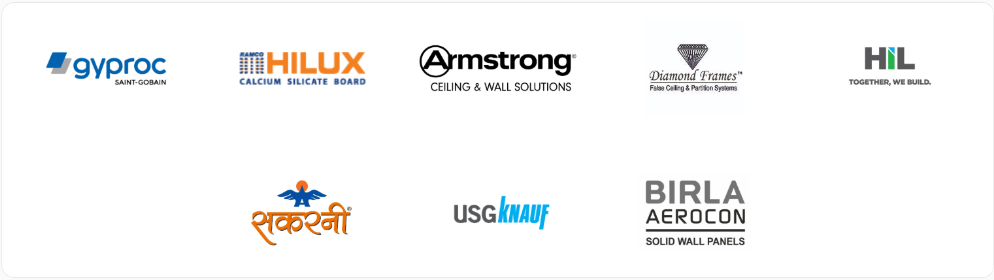 gyproc
SAINT-GOBAIN
RAMCO
HILUX
CALCIUM SILICATE BOARD
Armstrong®
CEILING & WALL SOLUTIONS
Diamond Frames™
False Ceiling & Partition Systems
HIL
TOGETHER, WE BUILD.
सकरनी®
USG KNAUF
BIRLA
AEROCON
SOLID WALL PANELS